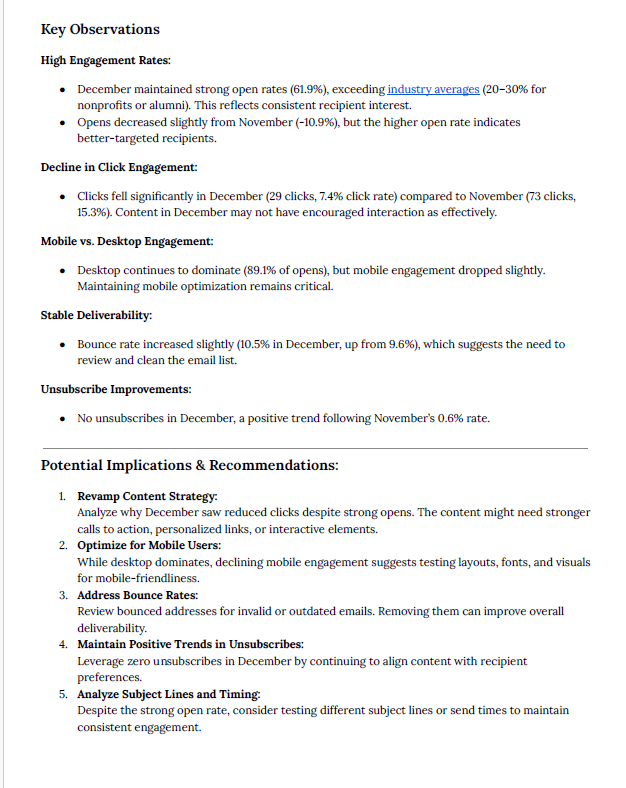 Key Observations
High Engagement Rates:
● December maintained strong open rates (61.9%), exceeding industry averages (20–30% for
nonprofits or alumni). This reflects consistent recipient interest.
● Opens decreased slightly from November (-10.9%), but the higher open rate indicates
better-targeted recipients.
Decline in Click Engagement:
● Clicks fell significantly in December (29 clicks, 7.4% click rate) compared to November (73 clicks,
15.3%). Content in December may not have encouraged interaction as effectively.
Mobile vs. Desktop Engagement:
● Desktop continues to dominate (89.1% of opens), but mobile engagement dropped slightly.
Maintaining mobile optimization remains critical.
Stable Deliverability:
● Bounce rate increased slightly (10.5% in December, up from 9.6%), which suggests the need to
review and clean the email list.
Unsubscribe Improvements:
● No unsubscribes in December, a positive trend following November's 0.6% rate.
Potential Implications & Recommendations:
1. Revamp Content Strategy:
Analyze why December saw reduced clicks despite strong opens. The content might need stronger
calls to action, personalized links, or interactive elements.
2. Optimize for Mobile Users:
While desktop dominates, declining mobile engagement suggests testing layouts, fonts, and visuals
for mobile-friendliness.
3. Address Bounce Rates:
Review bounced addresses for invalid or outdated emails. Removing them can improve overall
deliverability.
4. Maintain Positive Trends in Unsubscribes:
Leverage zero unsubscribes in December by continuing to align content with recipient
preferences.
5. Analyze Subject Lines and Timing:
Despite the strong open rate, consider testing different subject lines or send times to maintain
consistent engagement.